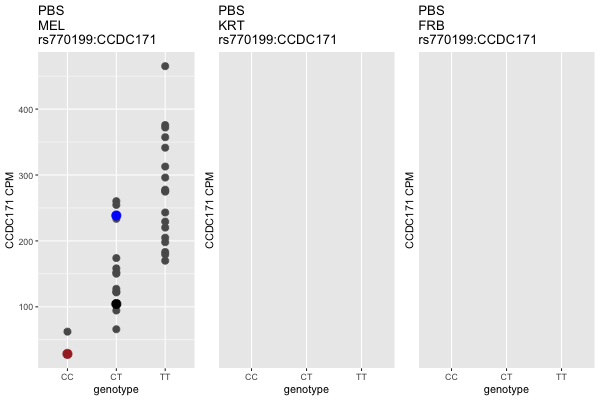 PBS
MEL
rs770199:CCDC171
CCDC171 CPM
400
300
200
100
CC
CT
TT
genotype
PBS
KRT
rs770199:CCDC171
CCDC171 CPM
CC
CT
TT
genotype
PBS
FRB
rs770199:CCDC171
CCDC171 CPM
CC
CT
TT
genotype